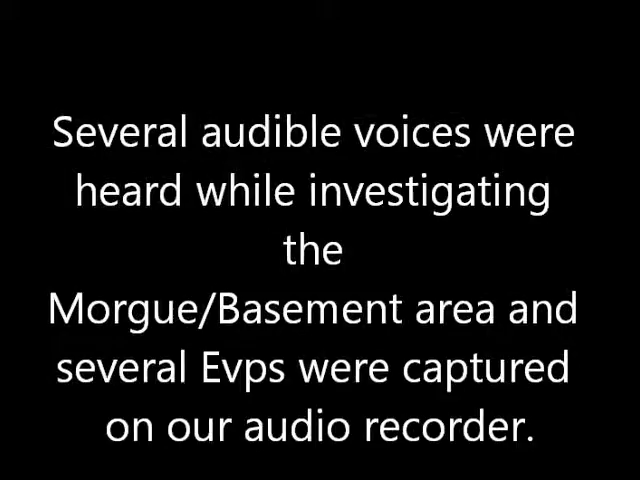 Several audible voices were
heard while investigating
the
Morgue/Basement area and
several Evps were captured
on our audio recorder.